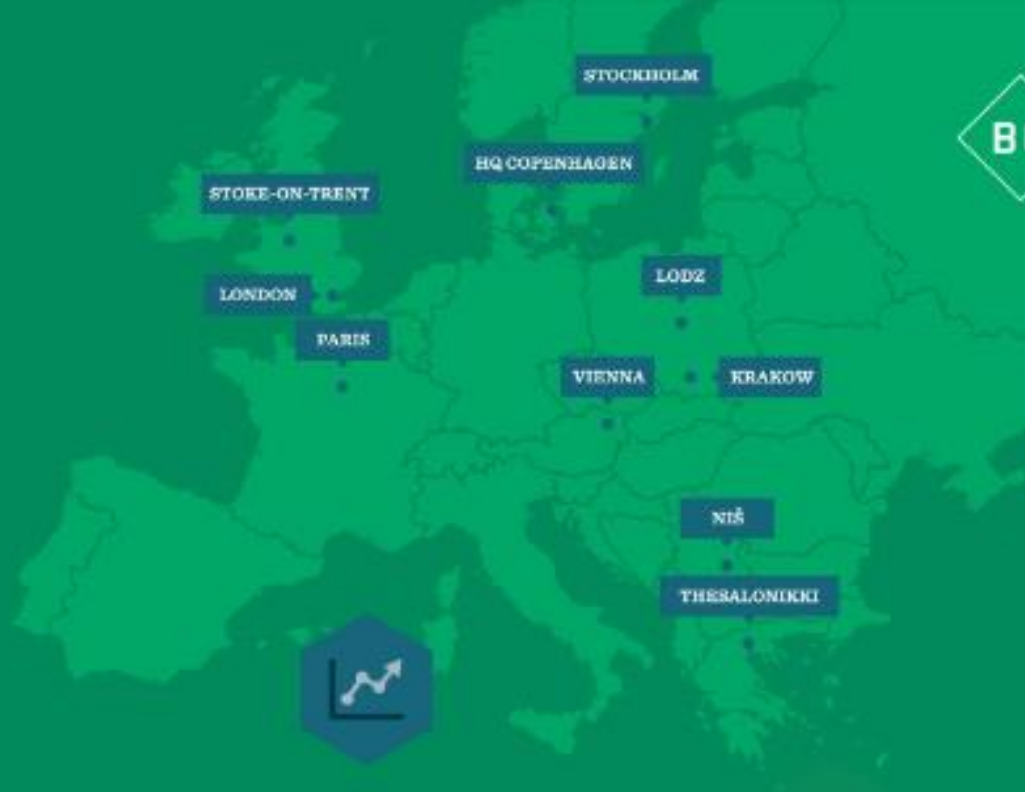 STOCKHOLM
HQ COPENHAGEN
STOKE-ON-TRENT
LODZ
LONDON
PARIS
VIENNA
KRAKOW
NIŠ
THESALONIKKI
B